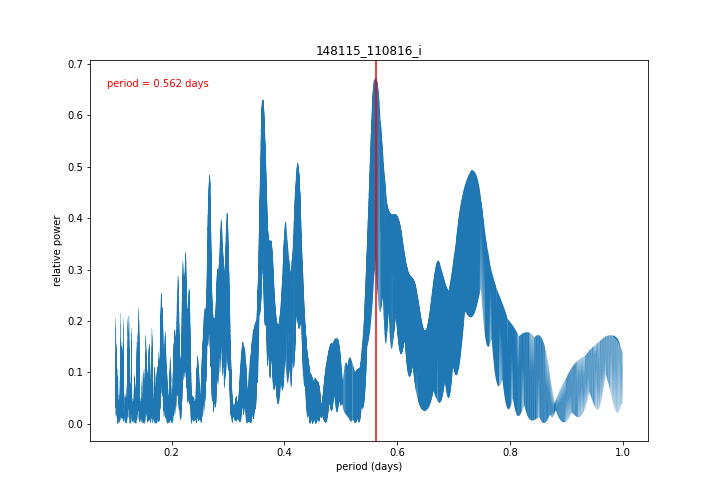 148115_110816_i
period = 0.562 days
relative power
0.7
0.6
0.5
0.4
0.3
0.2
0.1
0.0
0.2 0.4 0.6 0.8 1.0
period (days)